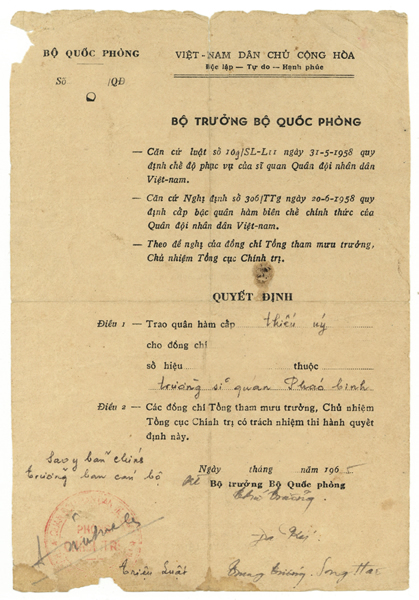 BỘ QUỐC PHÒNG
VIỆT-NAM DÂN CHỦ CỘNG HÒA
Số /QĐ
Độc lập — Tự do — Hạnh phúc
BỘ TRƯỞNG BỘ QUỐC PHÒNG
— Căn cứ luật số 109/SL-L11 ngày 31-5-1958 quy
định chế độ phục vụ của sĩ quan Quân đội nhân dân
Việt-nam.
— Căn cứ Nghị định số 306/TTg ngày 20-6-1958 quy
định cấp bậc quân hàm biên chế chính thức của
Quân đội nhân dân Việt-nam.
— Theo đề nghị của đồng chí Tổng tham mưu trưởng,
Chủ nhiệm Tổng cục Chính trị.
QUYẾT ĐỊNH
Điều 1 — Trao quân hàm cấp thiếu úy
cho đồng chí
số hiệu thuộc
trường sĩ quan Pháo binh
Điều 2 — Các đồng chí Tổng tham mưu trưởng, Chủ nhiệm
Tổng cục Chính trị có trách nhiệm thi hành quyết
định này.
Sao y bản chính
Ngày tháng năm 196
Trưởng ban cán bộ
Bộ trưởng Bộ Quốc phòng
Đã ký
Triệu Luật
Trung tướng Song Hào